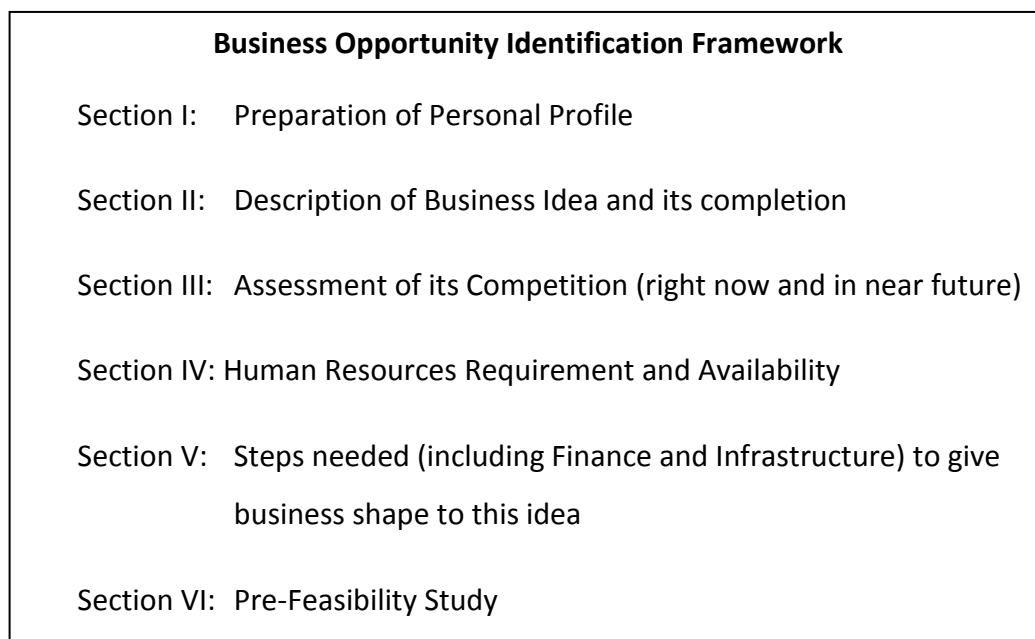 Business Opportunity Identification Framework
Section I: Preparation of Personal Profile
Section II: Description of Business Idea and its completion
Section III: Assessment of its Competition (right now and in near future)
Section IV: Human Resources Requirement and Availability
Section V: Steps needed (including Finance and Infrastructure) to give
business shape to this idea
Section VI: Pre-Feasibility Study